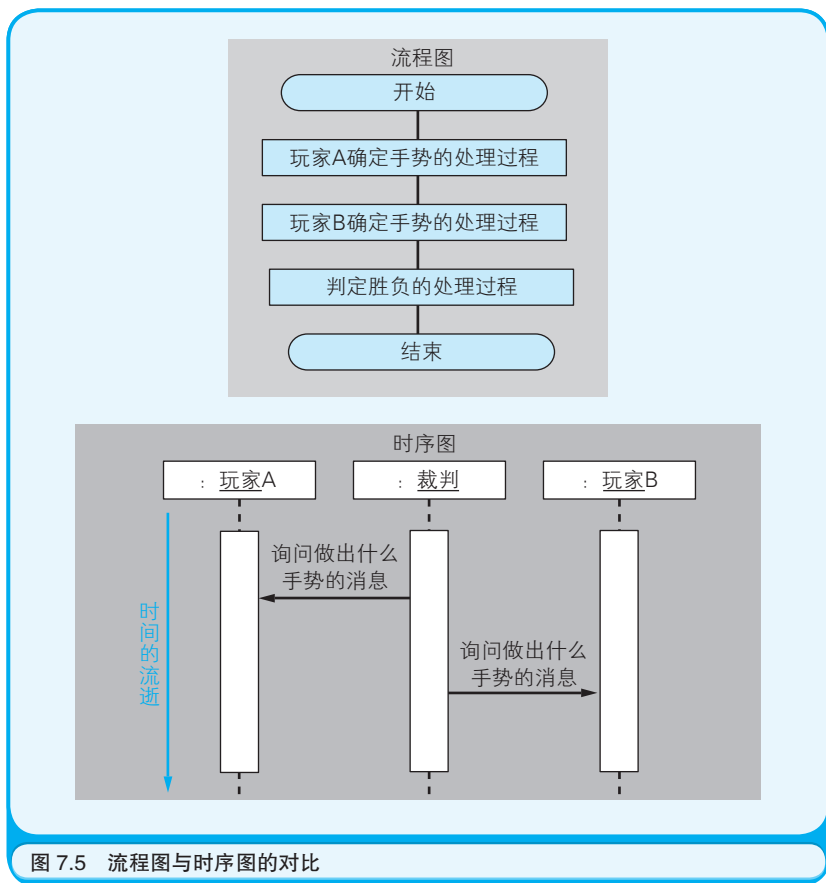 流程图
开始
玩家A确定手势的处理过程
玩家B确定手势的处理过程
判定胜负的处理过程
结束
时序图
：玩家A
：裁判
：玩家B
询问做出什么
手势的消息
时间的流逝
询问做出什么
手势的消息
图 7.5 流程图与时序图的对比